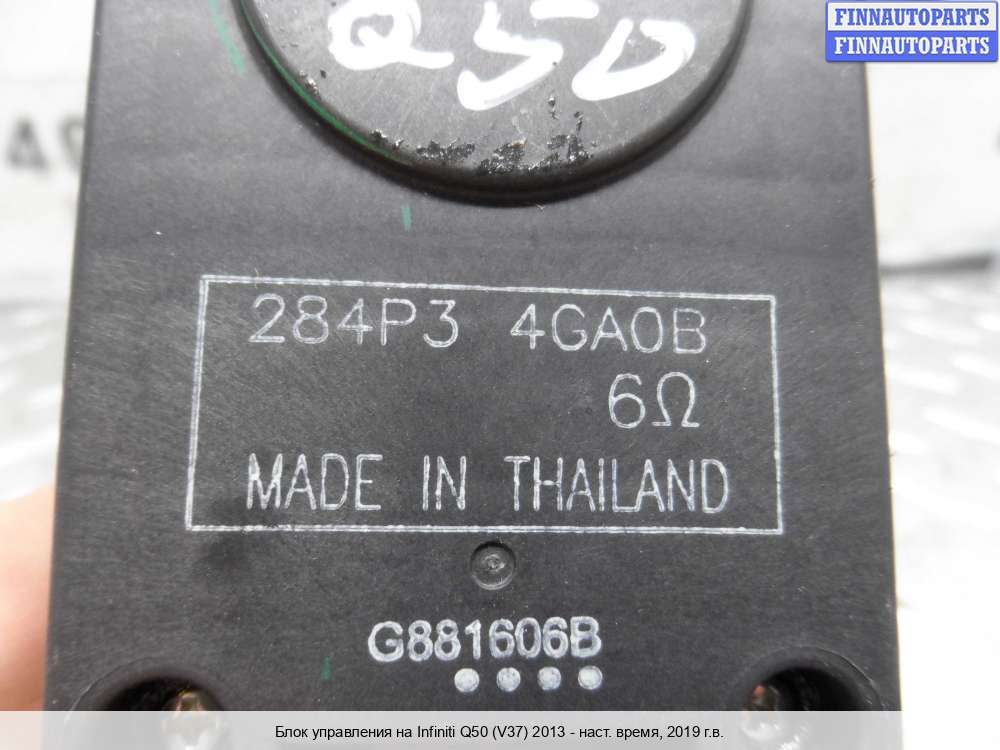 FINNAUTOPARTS
FINNAUTOPARTS
Q50
284P3 4GA0B
6Ω
MADE IN THAILAND
G881606B
Блок управления на Infiniti Q50 (V37) 2013 - наст. время, 2019 г.в.